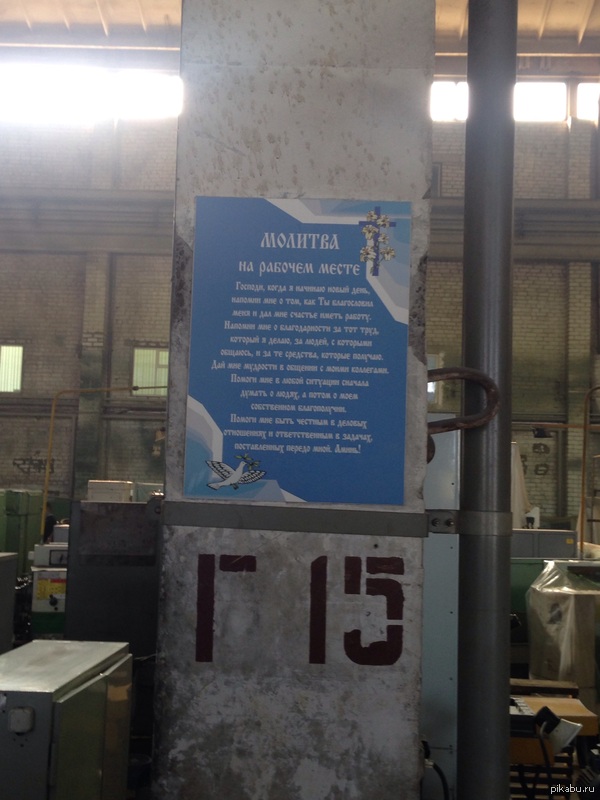 МОЛИТВА
НА РАБОЧЕМ МЕСТЕ
Господи, когда я начинаю новый день,
напомни мне о том, как Ты благословил
меня и дал мне счастье иметь работу.
Напомни мне о благодарности за тот труд,
который я делаю, за людей, с которыми
общаюсь, и за те средства, которые получаю.
Дай мне мудрости в общении с моими коллегами.
Помоги мне в любой ситуации сначала
думать о людях, а потом о моем
собственном благополучии.
Помоги мне быть честным в деловых
отношениях и ответственным в задачах,
поставленных передо мной. Аминь!
Г 15
pikabu.ru